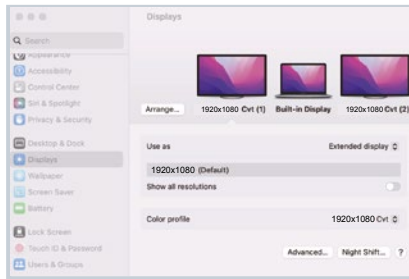 Displays
Search
Appearance
Accessibility
Control Center
Siri & Spotlight
Privacy & Security
Desktop & Dock
Displays
Wallpaper
Screen Saver
Battery
Lock Screen
Touch ID & Password
Users & Groups
Arrange...
1920x1080 Cvt (1)
Built-in Display
1920x1080 Cvt (2)
Use as
Extended display
1920x1080 (Default)
Show all resolutions
Color profile
1920x1080 Cvt
Advanced...
Night Shift...
?